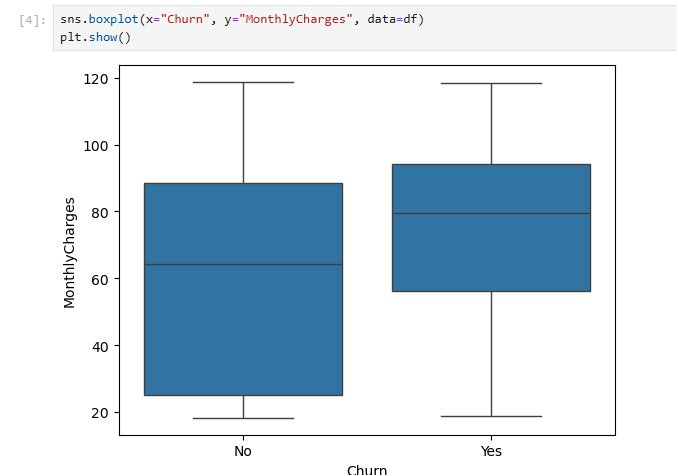 [4]: sns.boxplot(x="Churn", y="MonthlyCharges", data=df)
plt.show()
120
100
80
60
40
20
MonthlyCharges
No Yes
Churn